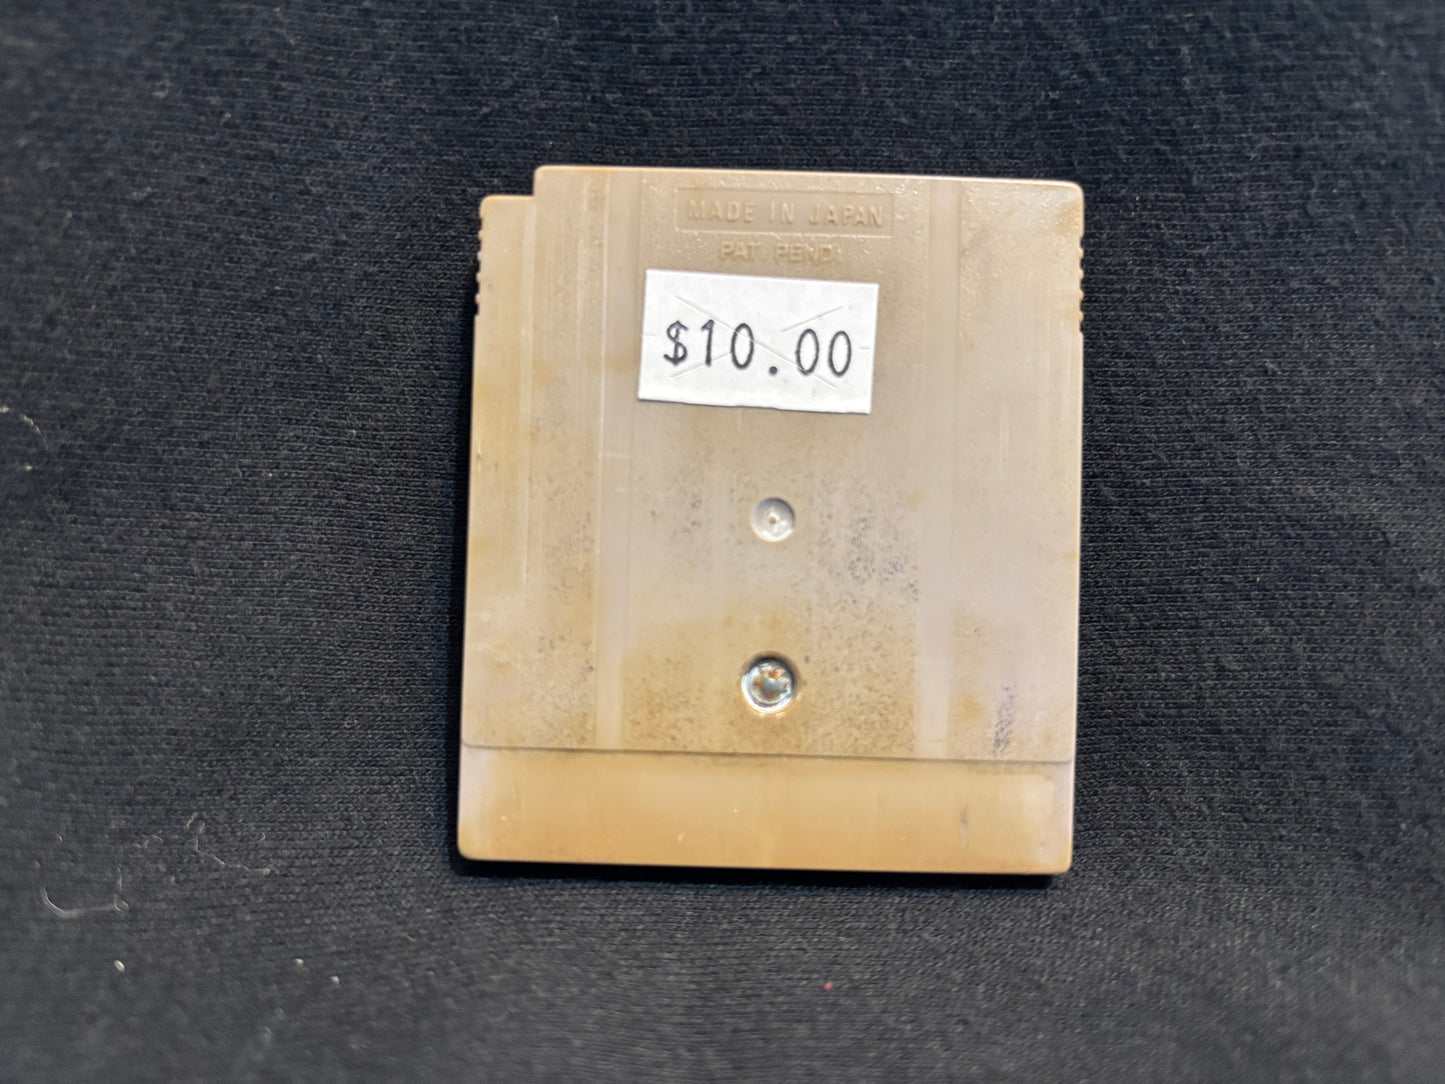 MADE IN JAPAN
PAT. PEND.
$10.00